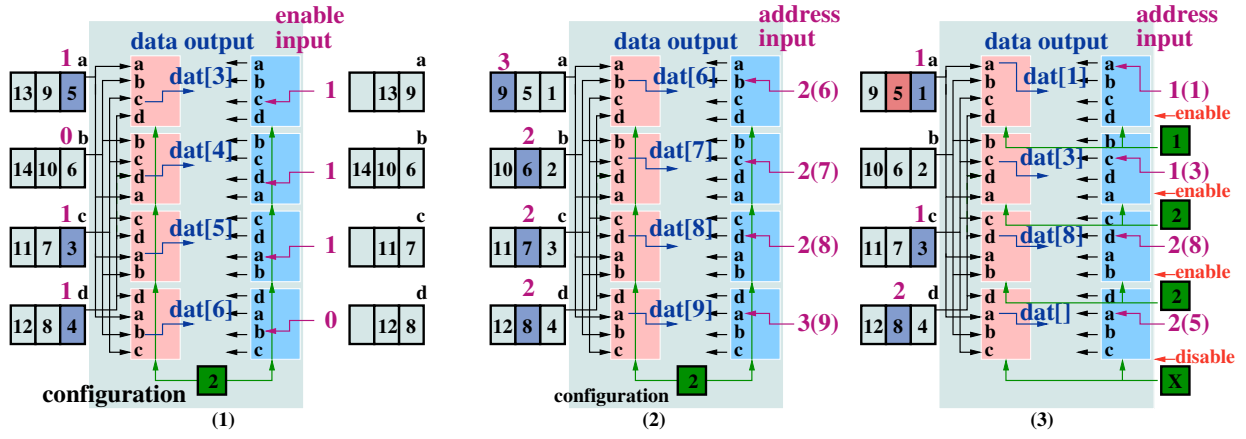 enable
input
data output
1 a
13 9 5
dat[3]
a
b
c
d
a
b
c
d
1
0 b
14 10 6
dat[4]
b
c
d
a
b
c
d
a
1
1 c
11 7 3
dat[5]
c
d
a
b
c
d
a
b
1
1 d
12 8 4
dat[6]
d
a
b
c
d
a
b
c
0
configuration
2
(1)
a
13 9
b
14 10 6
c
11 7
d
12 8
address
input
data output
3 a
9 5 1
dat[6]
a
b
c
d
a
b
c
d
2(6)
2 b
10 6 2
dat[7]
b
c
d
a
b
c
d
a
2(7)
2 c
11 7 3
dat[8]
c
d
a
b
c
d
a
b
2(8)
2 d
12 8 4
dat[9]
d
a
b
c
d
a
b
c
3(9)
configuration
2
(2)
address
input
data output
1 a
9 5 1
dat[1]
a
b
c
d
a
b
c
d
1(1)
enable
1
b
10 6 2
dat[3]
b
c
d
a
b
c
d
a
1(3)
enable
2
1 c
11 7 3
dat[8]
c
d
a
b
c
d
a
b
2(8)
enable
2
2 d
12 8 4
dat[]
d
a
b
c
d
a
b
c
2(5)
disable
X
(3)